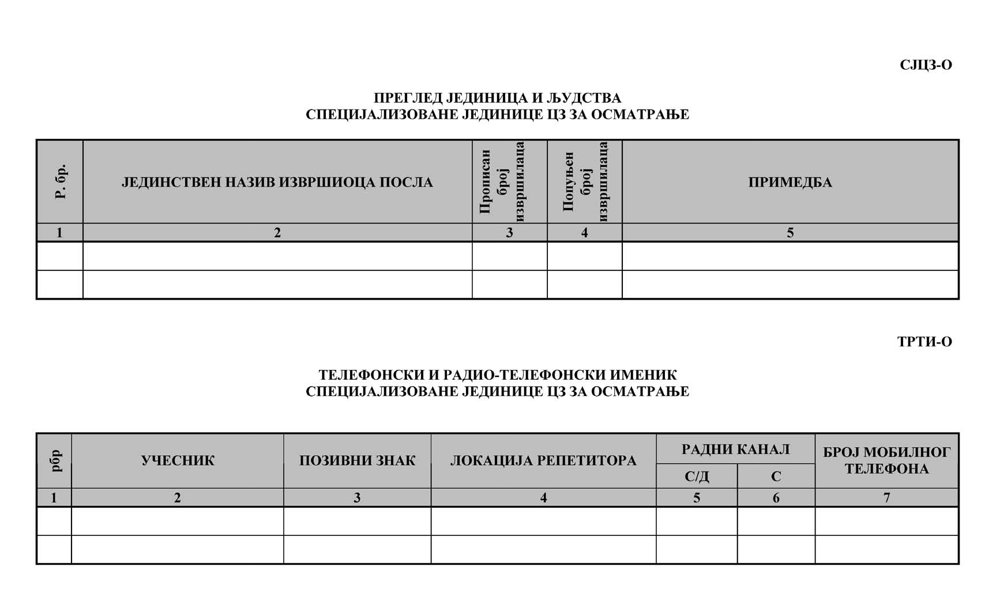 СЈЦЗ-О
ПРЕГЛЕД ЈЕДИНИЦА И ЉУДСТВА
СПЕЦИЈАЛИЗОВАНЕ ЈЕДИНИЦЕ ЦЗ ЗА ОСМАТРАЊЕ
Р. бр.
ЈЕДИНСТВЕН НАЗИВ ИЗВРШИОЦА ПОСЛА
Прописан
број
извршилаца
Попуњен
број
извршилаца
ПРИМЕДБА
1 2 3 4 5
ТРТИ-О
ТЕЛЕФОНСКИ И РАДИО-ТЕЛЕФОНСКИ ИМЕНИК
СПЕЦИЈАЛИЗОВАНЕ ЈЕДИНИЦЕ ЦЗ ЗА ОСМАТРАЊЕ
рбр
УЧЕСНИК
ПОЗИВНИ ЗНАК
ЛОКАЦИЈА РЕПЕТИТОРА
РАДНИ КАНАЛ
С/Д С
БРОЈ МОБИЛНОГ
ТЕЛЕФОНА
1 2 3 4 5 6 7